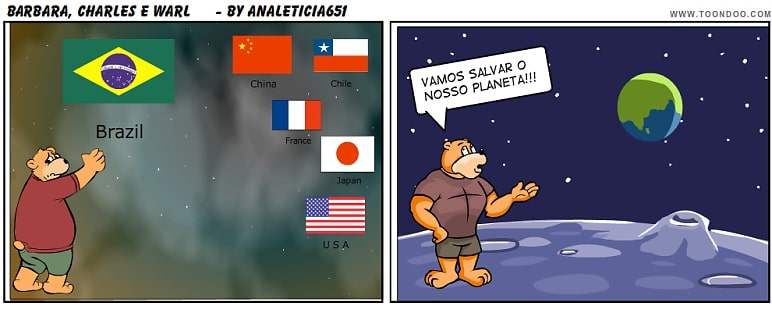 BARBARA, CHARLES E WARL - BY ANALETICIA651
WWW.TOONDOO.COM
China
Chile
Brazil
France
Japan
U S A
VAMOS SALVAR O
NOSSO PLANETA!!!